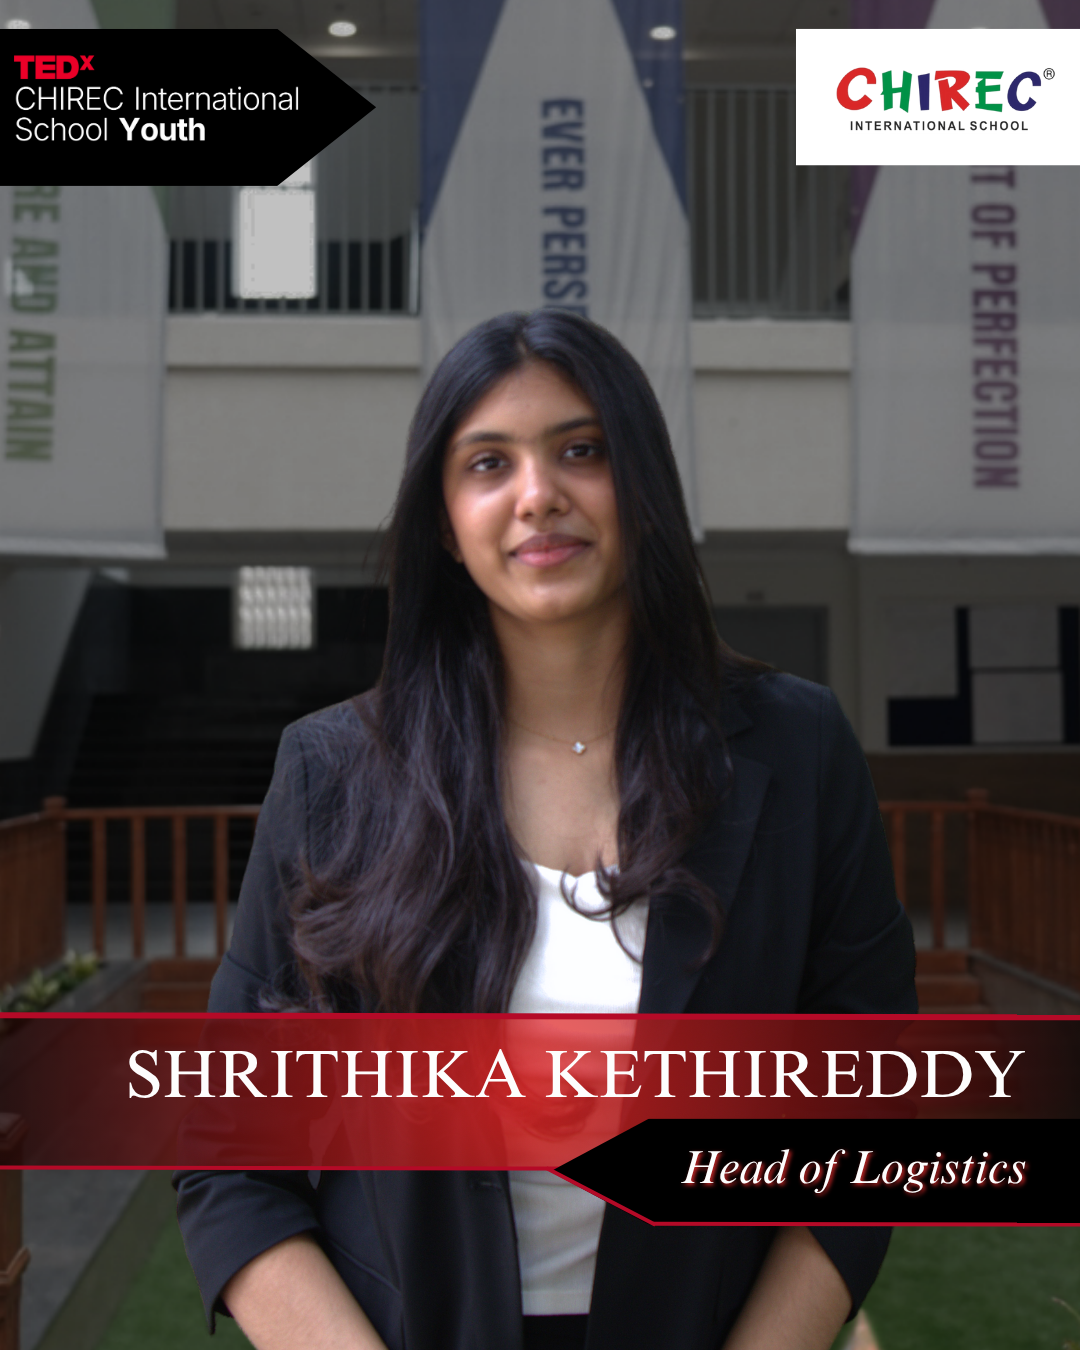 TEDx
CHIREC International
School Youth
CHIREC®
INTERNATIONAL SCHOOL
RE AND ATTAIN
EVER PERSE
T OF PERFECTION
SHRITHIKA KETHIREDDY
Head of Logistics